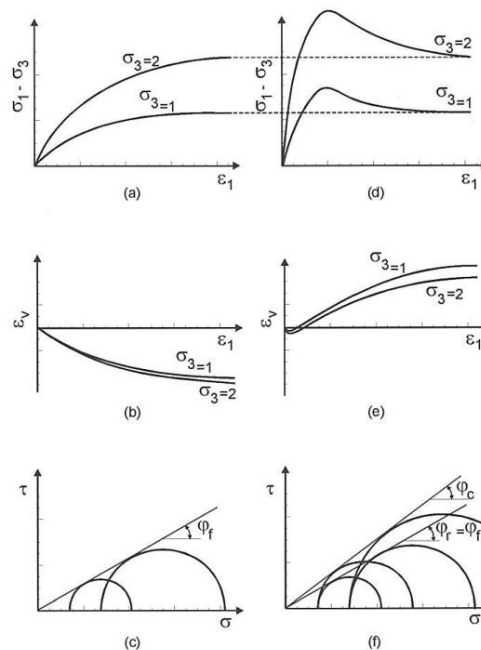 σ₁ - σ₃
σ₃=2
σ₃=1
ε₁
(a)
σ₁ - σ₃
σ₃=2
σ₃=1
ε₁
(d)
εᵥ
ε₁
σ₃=1
σ₃=2
(b)
εᵥ
σ₃=1
σ₃=2
ε₁
(e)
τ
φf
σ
(c)
τ
φc
φr = φf
σ
(f)